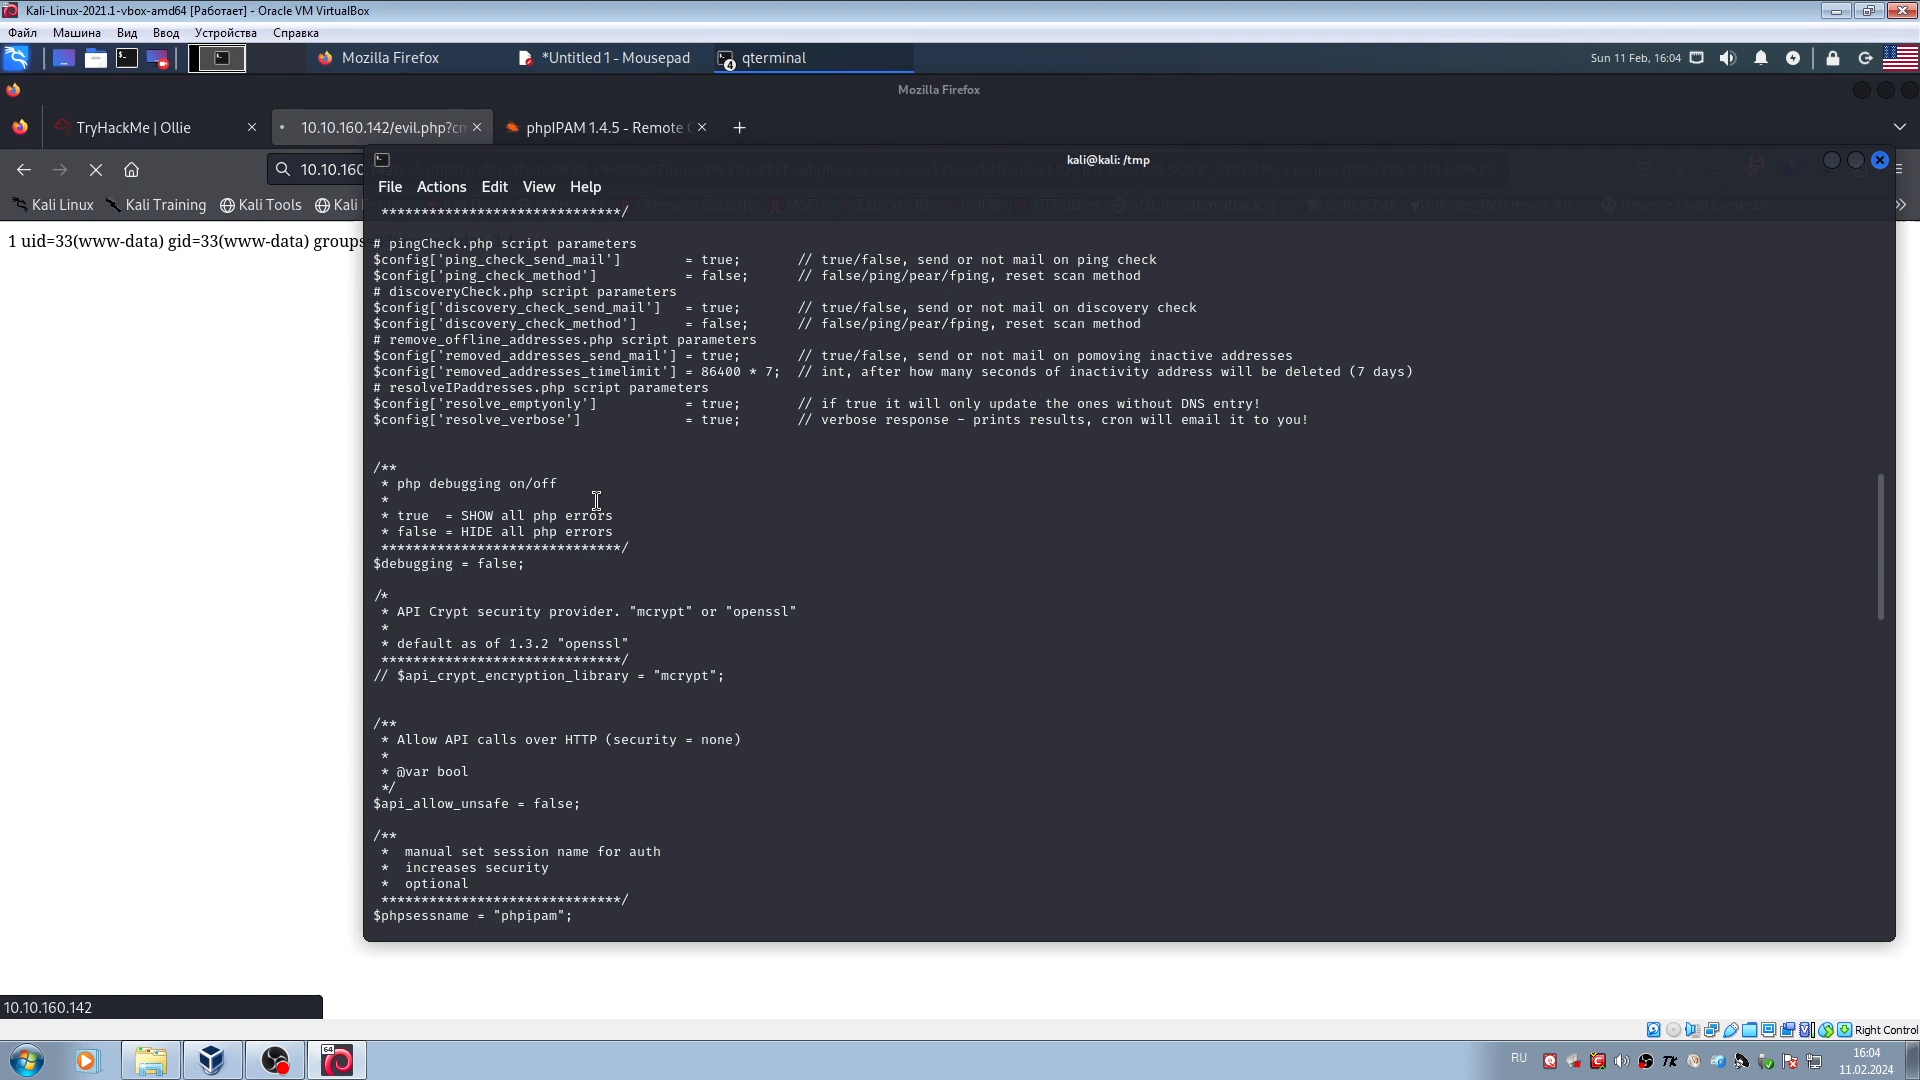 Kali-Linux-2021.1-vbox-amd64 [Работает] - Oracle VM VirtualBox
Файл Машина Вид Ввод Устройства Справка
Mozilla Firefox
*Untitled 1 - Mousepad
4 qterminal
Sun 11 Feb, 16:04
Mozilla Firefox
TryHackMe | Ollie
10.10.160.142/evil.php?cm
phpIPAM 1.4.5 - Remote C
kali@kali: /tmp
10.10.160
File Actions Edit View Help
Kali Linux Kali Training Kali Tools Kali
1 uid=33(www-data) gid=33(www-data) groups
******************************/
# pingCheck.php script parameters
$config['ping_check_send_mail'] = true; // true/false, send or not mail on ping check
$config['ping_check_method'] = false; // false/ping/pear/fping, reset scan method
# discoveryCheck.php script parameters
$config['discovery_check_send_mail'] = true; // true/false, send or not mail on discovery check
$config['discovery_check_method'] = false; // false/ping/pear/fping, reset scan method
# remove_offline_addresses.php script parameters
$config['removed_addresses_send_mail'] = true; // true/false, send or not mail on pomoving inactive addresses
$config['removed_addresses_timelimit'] = 86400 * 7; // int, after how many seconds of inactivity address will be deleted (7 days)
# resolveIPaddresses.php script parameters
$config['resolve_emptyonly'] = true; // if true it will only update the ones without DNS entry!
$config['resolve_verbose'] = true; // verbose response - prints results, cron will email it to you!
/**
* php debugging on/off
*
* true = SHOW all php errors
* false = HIDE all php errors
******************************/
$debugging = false;
/*
* API Crypt security provider. "mcrypt" or "openssl"
*
* default as of 1.3.2 "openssl"
******************************/
// $api_crypt_encryption_library = "mcrypt";
/**
* Allow API calls over HTTP (security = none)
*
* @var bool
*/
$api_allow_unsafe = false;
/**
* manual set session name for auth
* increases security
* optional
******************************/
$phpsessname = "phpipam";
10.10.160.142
Right Control
64
RU
16:04
11.02.2024